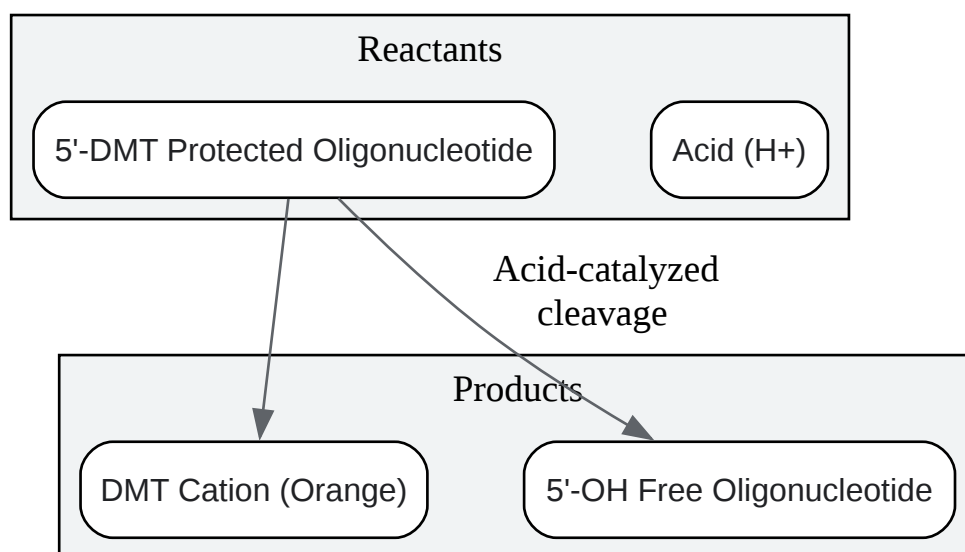 Reactants
5'-DMT Protected Oligonucleotide
Acid (H+)
Acid-catalyzed
cleavage
Products
DMT Cation (Orange)
5'-OH Free Oligonucleotide